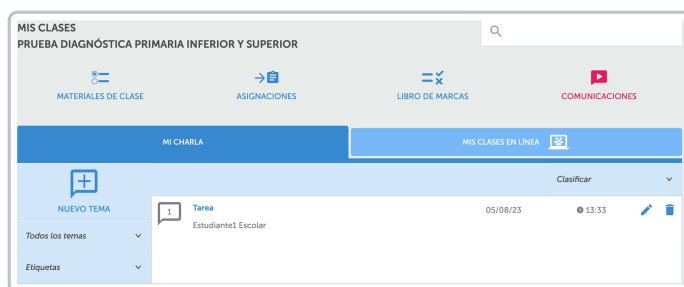 MIS CLASES
PRUEBA DIAGNÓSTICA PRIMARIA INFERIOR Y SUPERIOR
MATERIALES DE CLASE
ASIGNACIONES
LIBRO DE MARCAS
COMUNICACIONES
MI CHARLA
MIS CLASES EN LÍNEA
Clasificar
NUEVO TEMA
1
Tarea
05/08/23
13:33
Estudiante1 Escolar
Todos los temas
Etiquetas